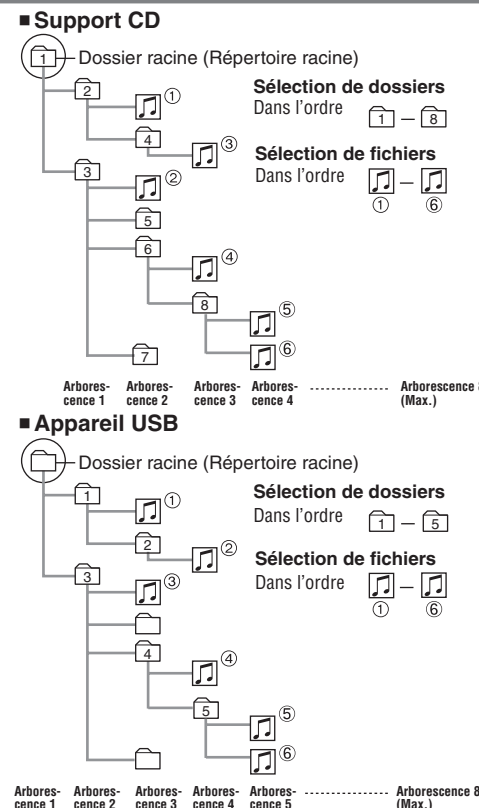 ■ Support CD
1 Dossier racine (Répertoire racine)
2
①
4
③
3
②
5
6
④
8
⑤
⑥
7
Sélection de dossiers
Dans l'ordre 1 – 8
Sélection de fichiers
Dans l'ordre –
① ⑥
Arbores-
cence 1
Arbores-
cence 2
Arbores-
cence 3
Arbores-
cence 4
--------------
Arborescence 8
(Max.)
■ Appareil USB
Dossier racine (Répertoire racine)
1
①
2
②
3
③
4
④
5
⑤
⑥
Sélection de dossiers
Dans l'ordre 1 – 5
Sélection de fichiers
Dans l'ordre –
① ⑥
Arbores-
cence 1
Arbores-
cence 2
Arbores-
cence 3
Arbores-
cence 4
Arbores-
cence 5
--------------
Arborescence 8
(Max.)